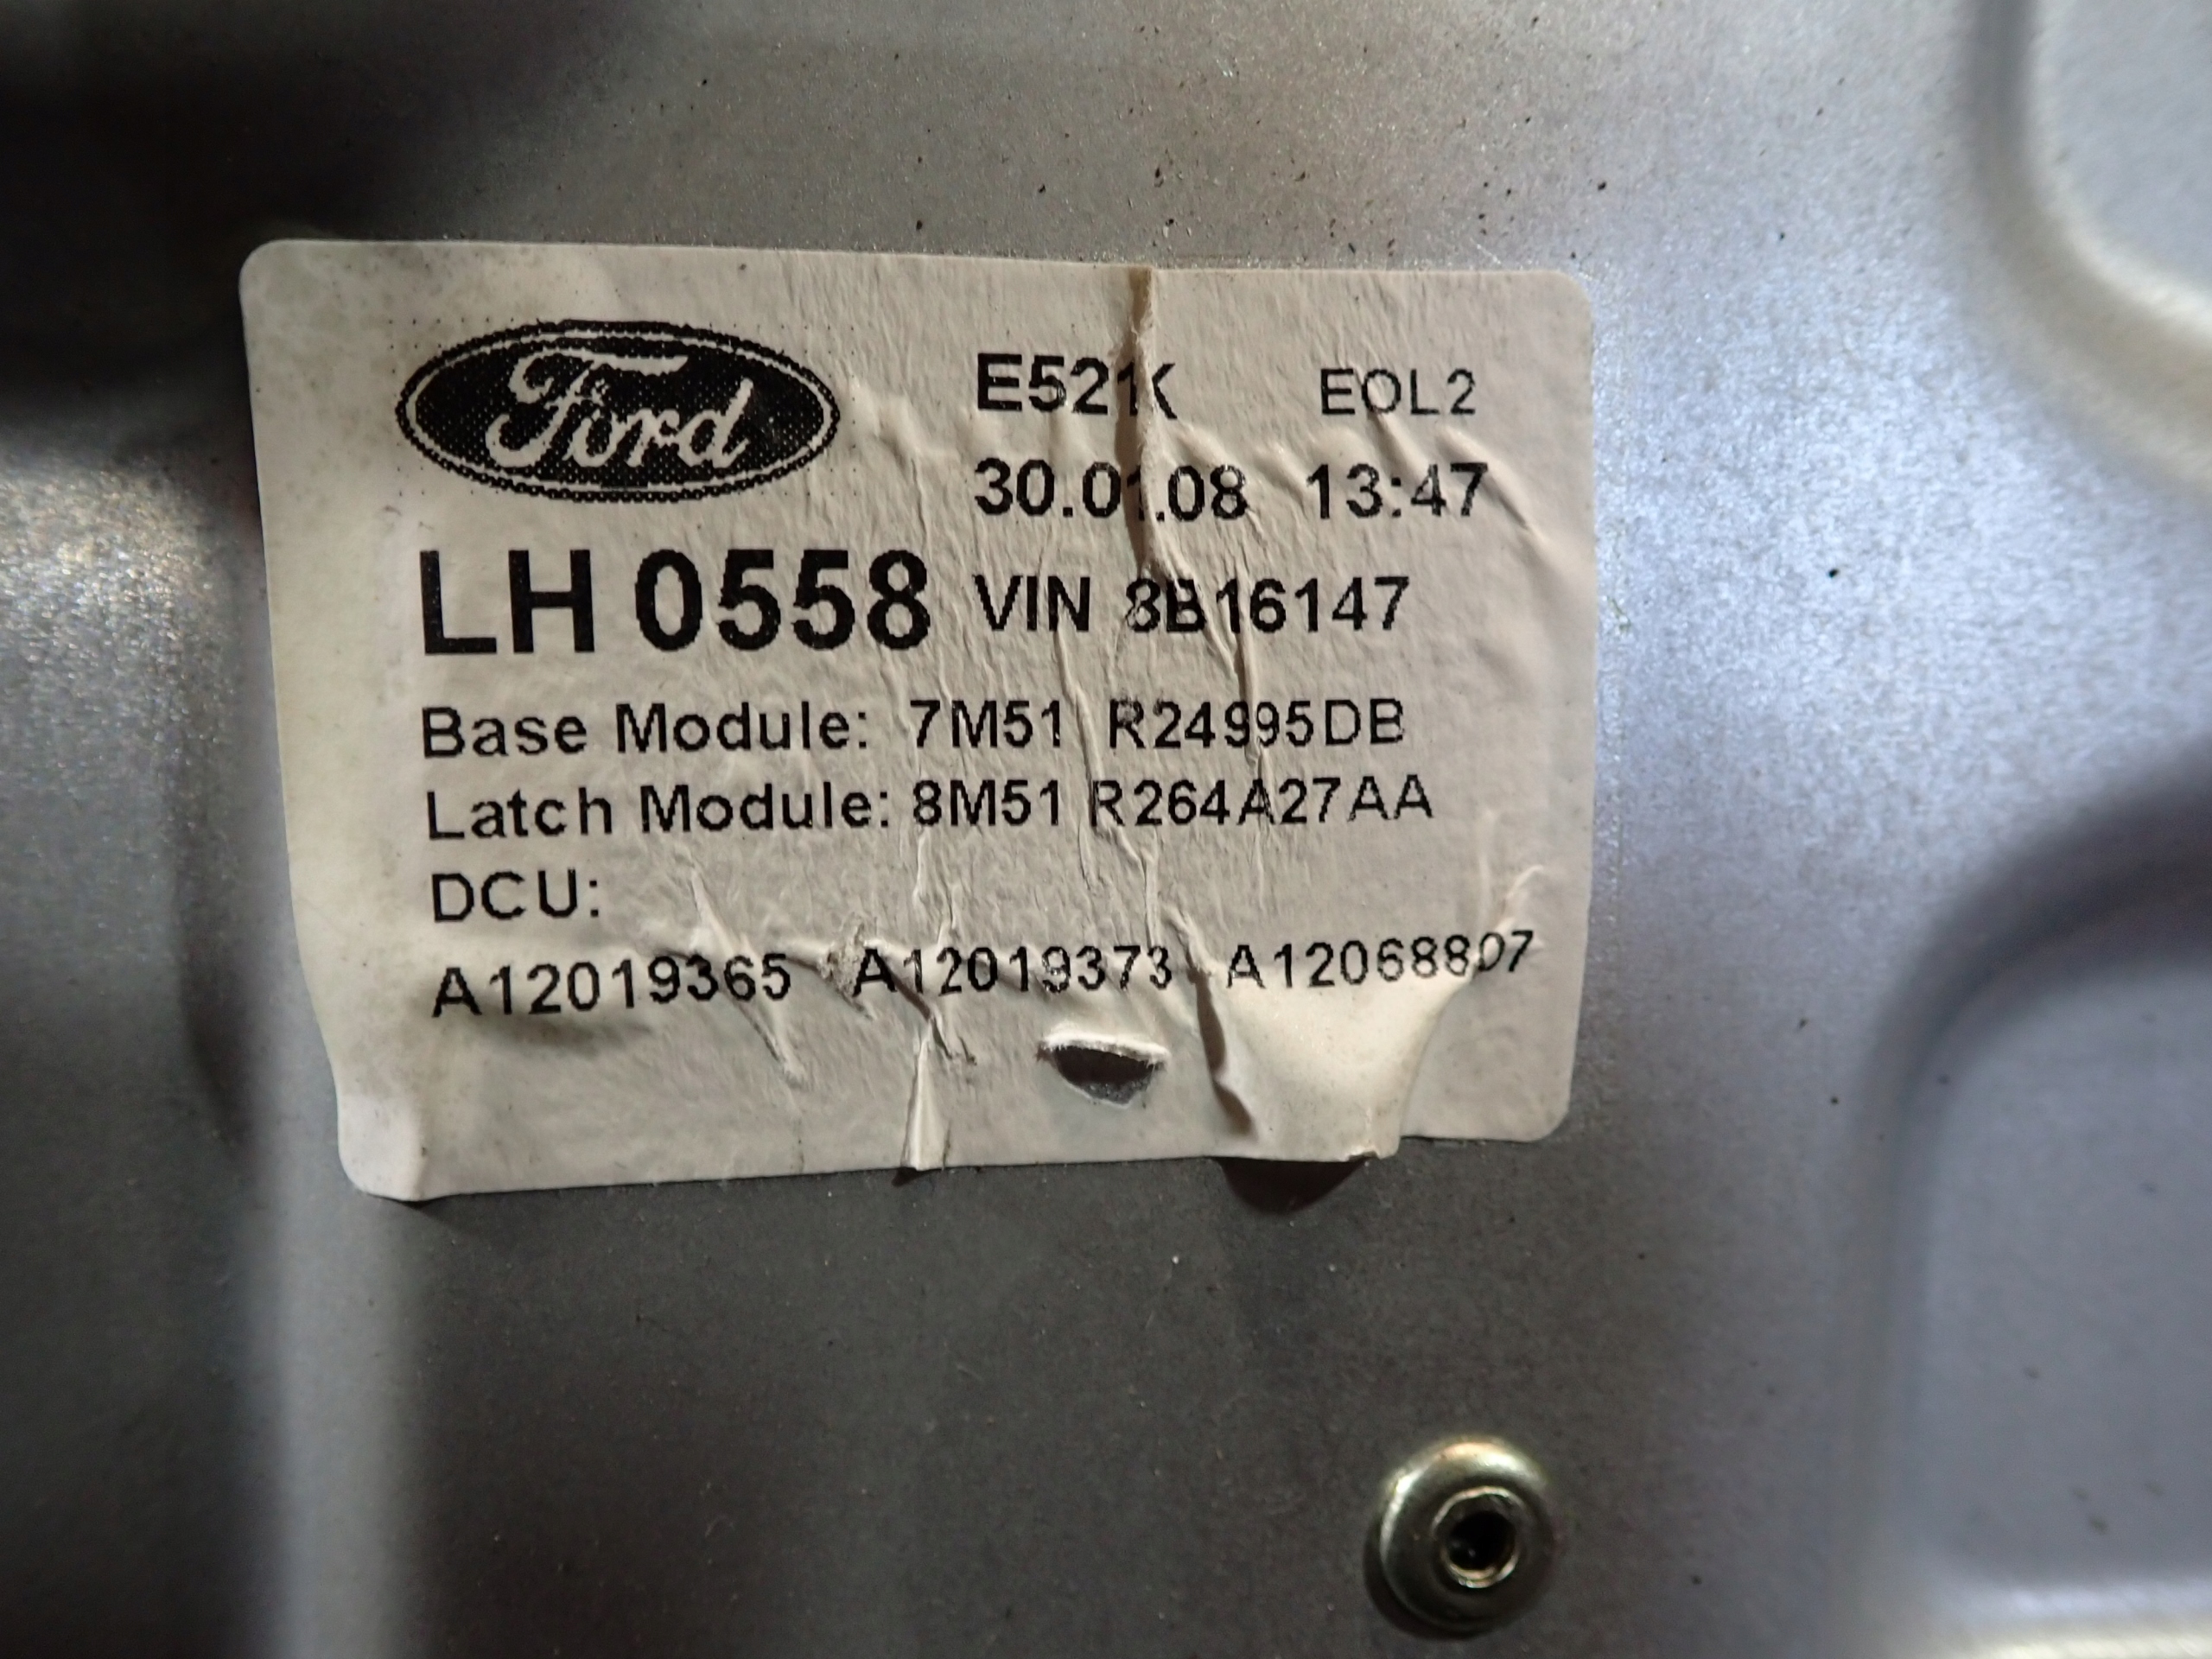 Ford
E521K EOL2
30.01.08 13:47
LH 0558 VIN 8B16147
Base Module: 7M51 R24995DB
Latch Module: 8M51 R264A27AA
DCU:
A12019365 A12019373 A12068807